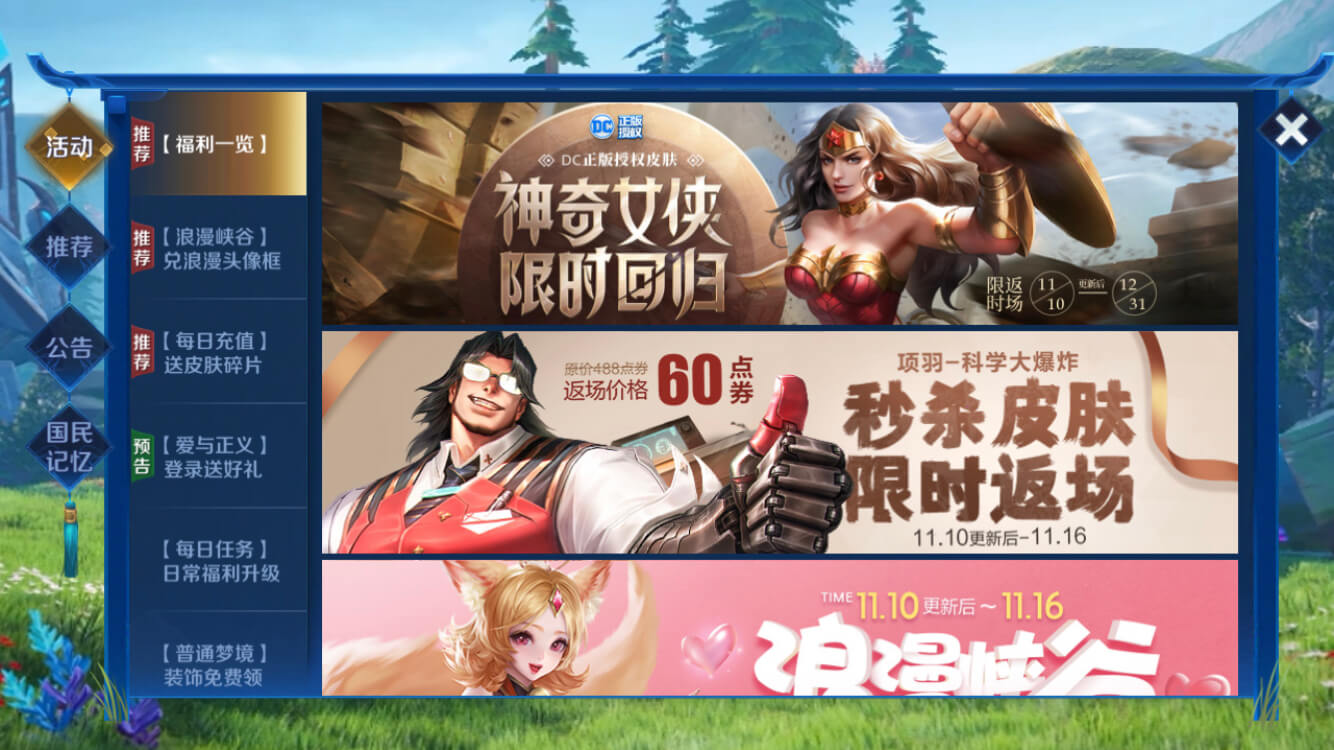 活动
推荐
公告
国民
记忆
推荐
【 福利一览 】
推荐
【 浪漫峡谷 】
兑浪漫头像框
推荐
【 每日充值 】
送皮肤碎片
预告
【 爱与正义 】
登录送好礼
【 每日任务 】
日常福利升级
【 普通梦境 】
装饰免费领
DC 正版授权
DC正版授权皮肤
神奇女侠
限时回归
限时返场 11/10 更新后 — 12/31
原价488点券
返场价格 60 点券
项羽-科学大爆炸
秒杀皮肤
限时返场
11.10更新后-11.16
TIME 11.10 更新后 ~ 11.16
浪漫峡谷